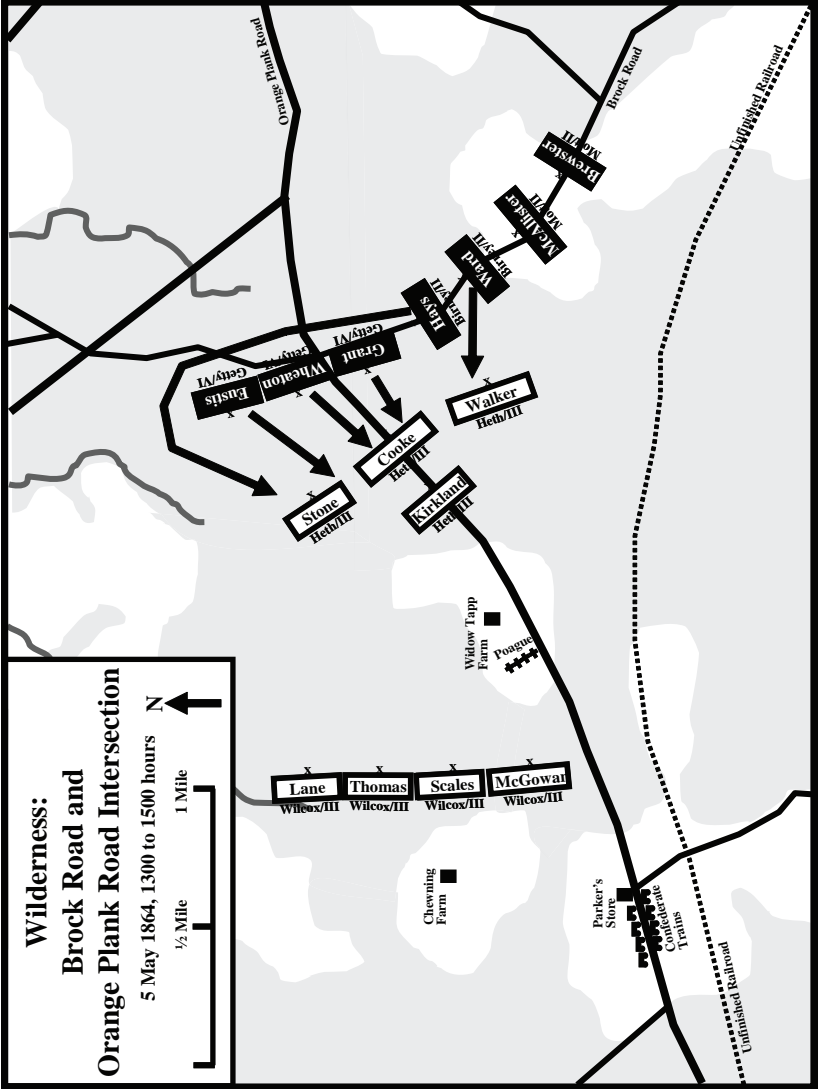 Orange Plank Road
Brock Road
Unfinished Railroad
Brewster
Mott/II
x
McAllister
Mott/II
x
Ward
Birney/II
Birney/II
Hays
Getty/VI
Grant
x
Getty/VI
Wheaton
x
Getty/VI
Eustis
x
x
Walker
Heth/III
Cooke
Heth/III
Kirkland
Heth/III
x
Stone
Heth/III
Widow Tapp
Farm
Poague
x
Lane
Wilcox/III
x
Thomas
Wilcox/III
x
Scales
Wilcox/III
x
McGowan
Wilcox/III
Chewning
Farm
Parker's
Store
Confederate
Trains
Unfinished Railroad
Wilderness:
Brock Road and
Orange Plank Road Intersection
5 May 1864, 1300 to 1500 hours
N
½ Mile
1 Mile